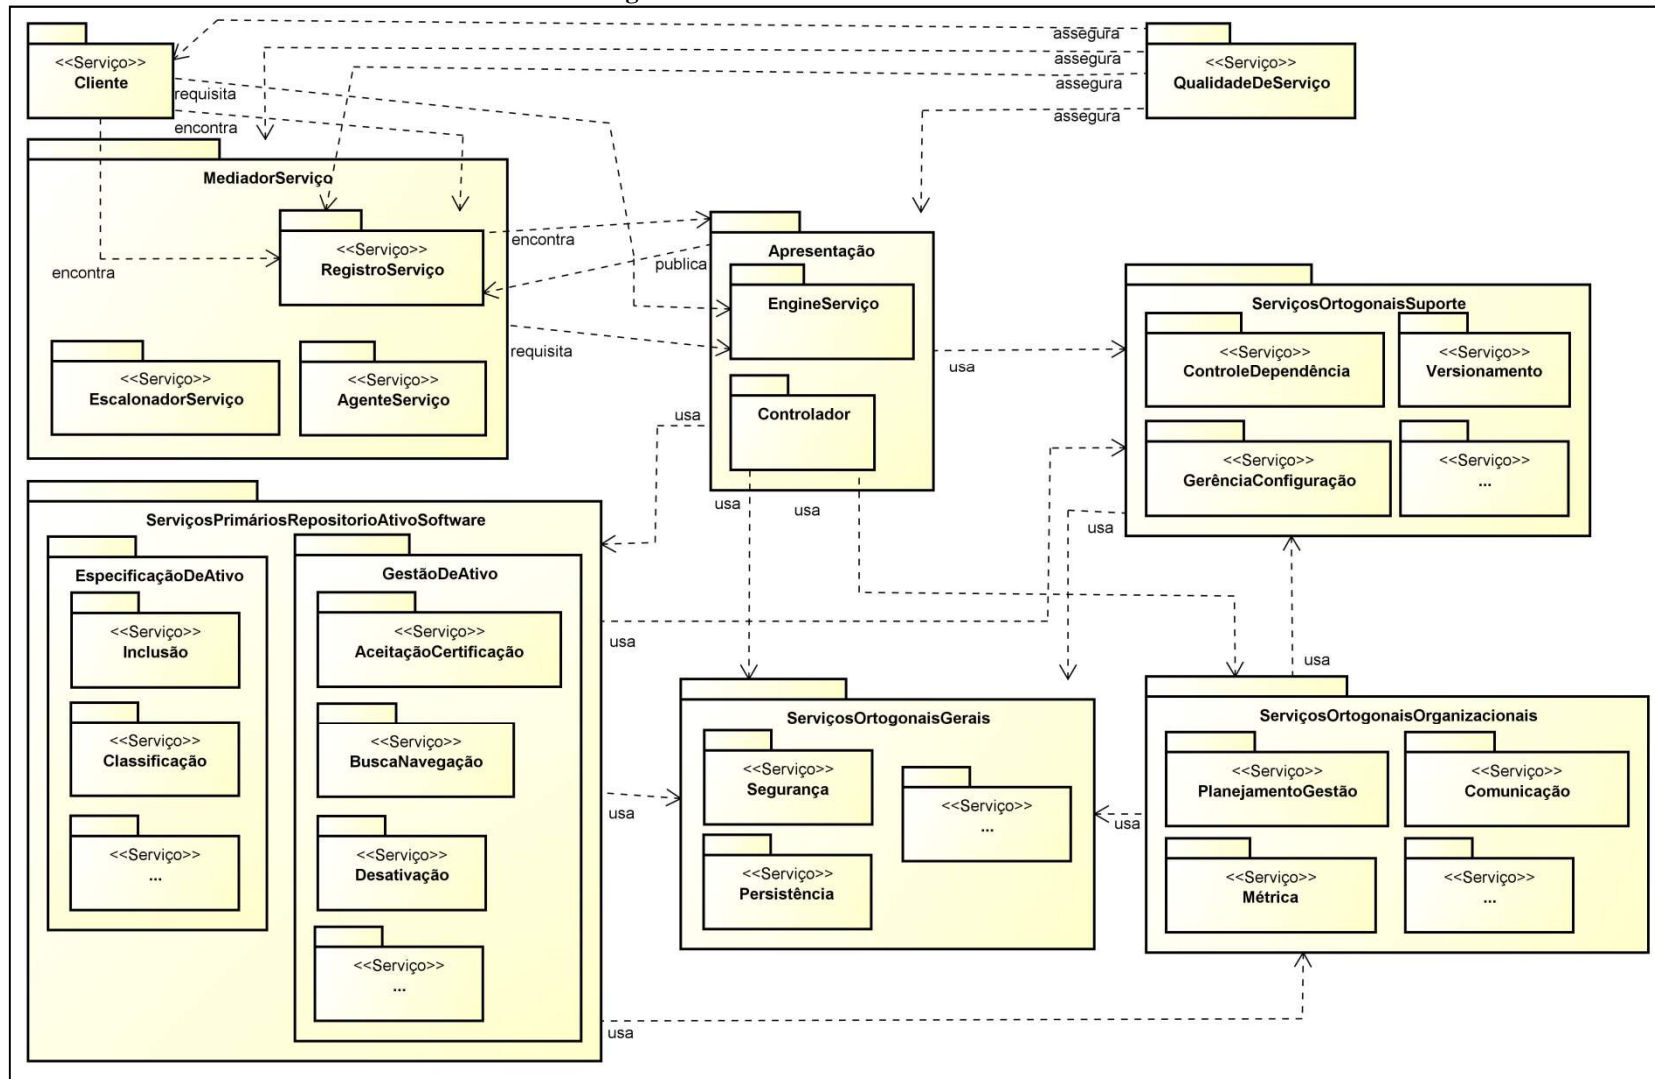 <<Serviço>>
Cliente
<<Serviço>>
QualidadeDeServiço
assegura
assegura
assegura
assegura
requisita
encontra
encontra
MediadorServiço
<<Serviço>>
RegistroServiço
<<Serviço>>
EscalonadorServiço
<<Serviço>>
AgenteServiço
encontra
publica
requisita
Apresentação
EngineServiço
Controlador
usa
usa
usa
usa
ServiçosOrtogonaisSuporte
<<Serviço>>
ControleDependência
<<Serviço>>
Versionamento
<<Serviço>>
GerênciaConfiguração
<<Serviço>>
...
usa
ServiçosPrimáriosRepositorioAtivoSoftware
EspecificaçãoDeAtivo
<<Serviço>>
Inclusão
<<Serviço>>
Classificação
<<Serviço>>
...
GestãoDeAtivo
<<Serviço>>
AceitaçãoCertificação
<<Serviço>>
BuscaNavegação
<<Serviço>>
Desativação
<<Serviço>>
...
usa
usa
usa
ServiçosOrtogonaisGerais
<<Serviço>>
Segurança
<<Serviço>>
...
<<Serviço>>
Persistência
usa
usa
ServiçosOrtogonaisOrganizacionais
<<Serviço>>
PlanejamentoGestão
<<Serviço>>
Comunicação
<<Serviço>>
Métrica
<<Serviço>>
...